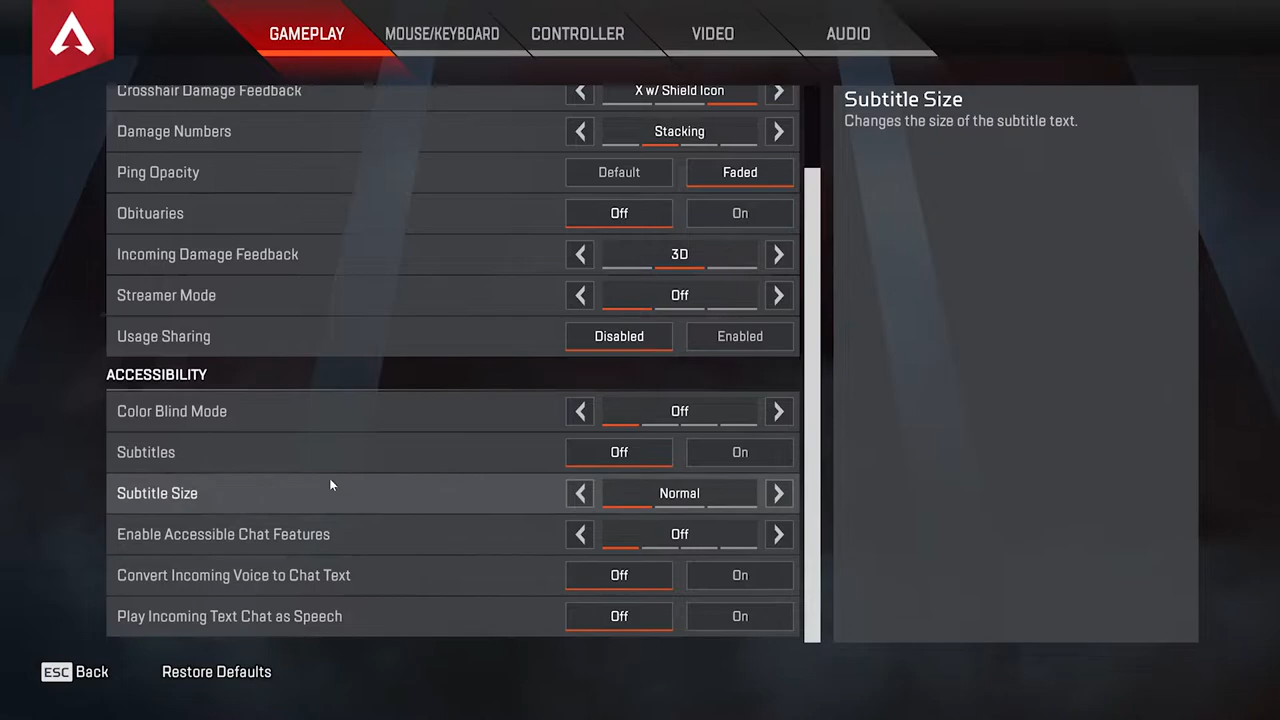 GAMEPLAY MOUSE/KEYBOARD CONTROLLER VIDEO AUDIO
Crosshair Damage Feedback X w/ Shield Icon
Damage Numbers Stacking
Ping Opacity Default Faded
Obituaries Off On
Incoming Damage Feedback 3D
Streamer Mode Off
Usage Sharing Disabled Enabled
ACCESSIBILITY
Color Blind Mode Off
Subtitles Off On
Subtitle Size Normal
Enable Accessible Chat Features Off
Convert Incoming Voice to Chat Text Off On
Play Incoming Text Chat as Speech Off On
Subtitle Size
Changes the size of the subtitle text.
ESC Back Restore Defaults